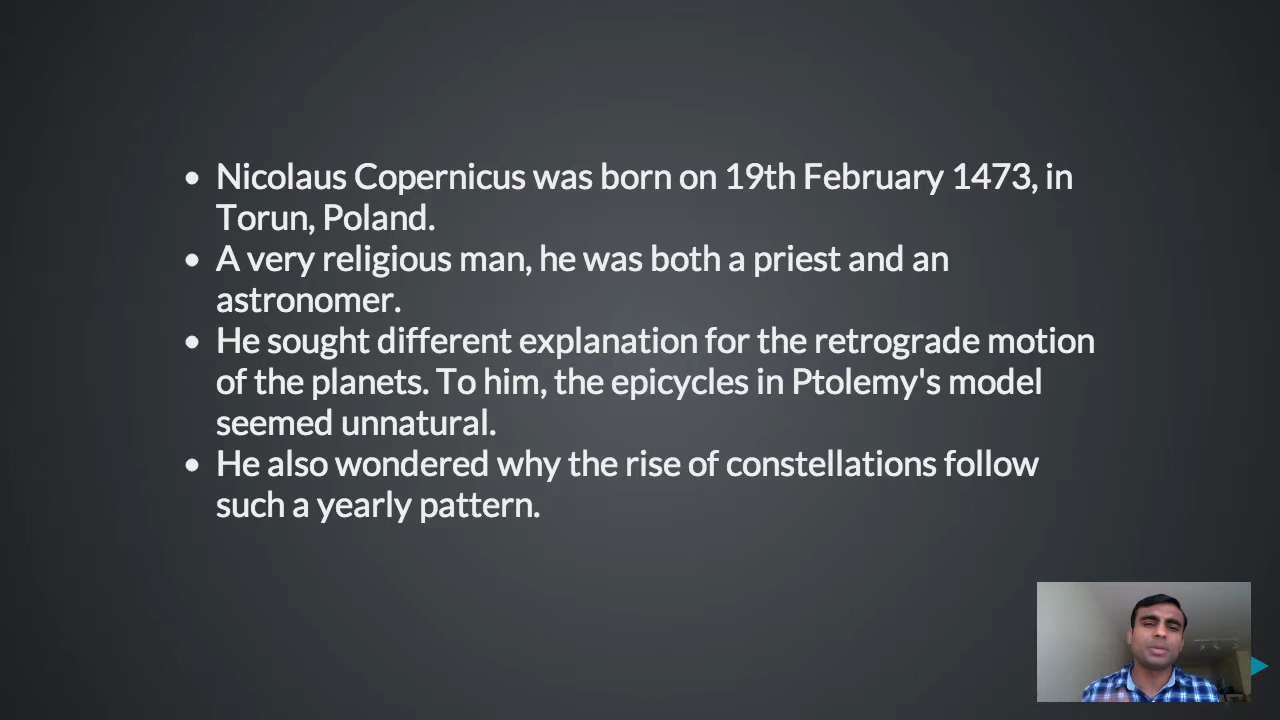 • Nicolaus Copernicus was born on 19th February 1473, in
Torun, Poland.
• A very religious man, he was both a priest and an
astronomer.
• He sought different explanation for the retrograde motion
of the planets. To him, the epicycles in Ptolemy's model
seemed unnatural.
• He also wondered why the rise of constellations follow
such a yearly pattern.